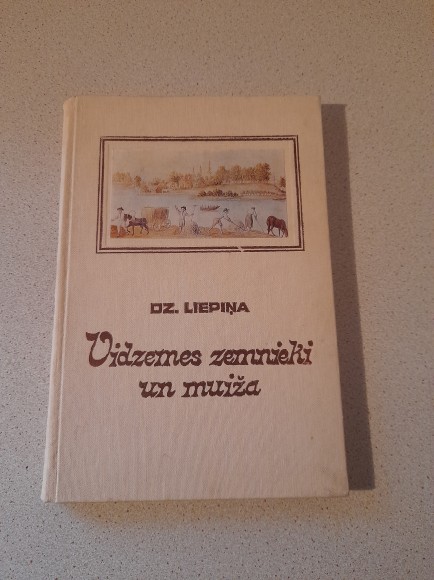 DZ. LIEPIŅA
Vidzemes zemnieki
un muiža